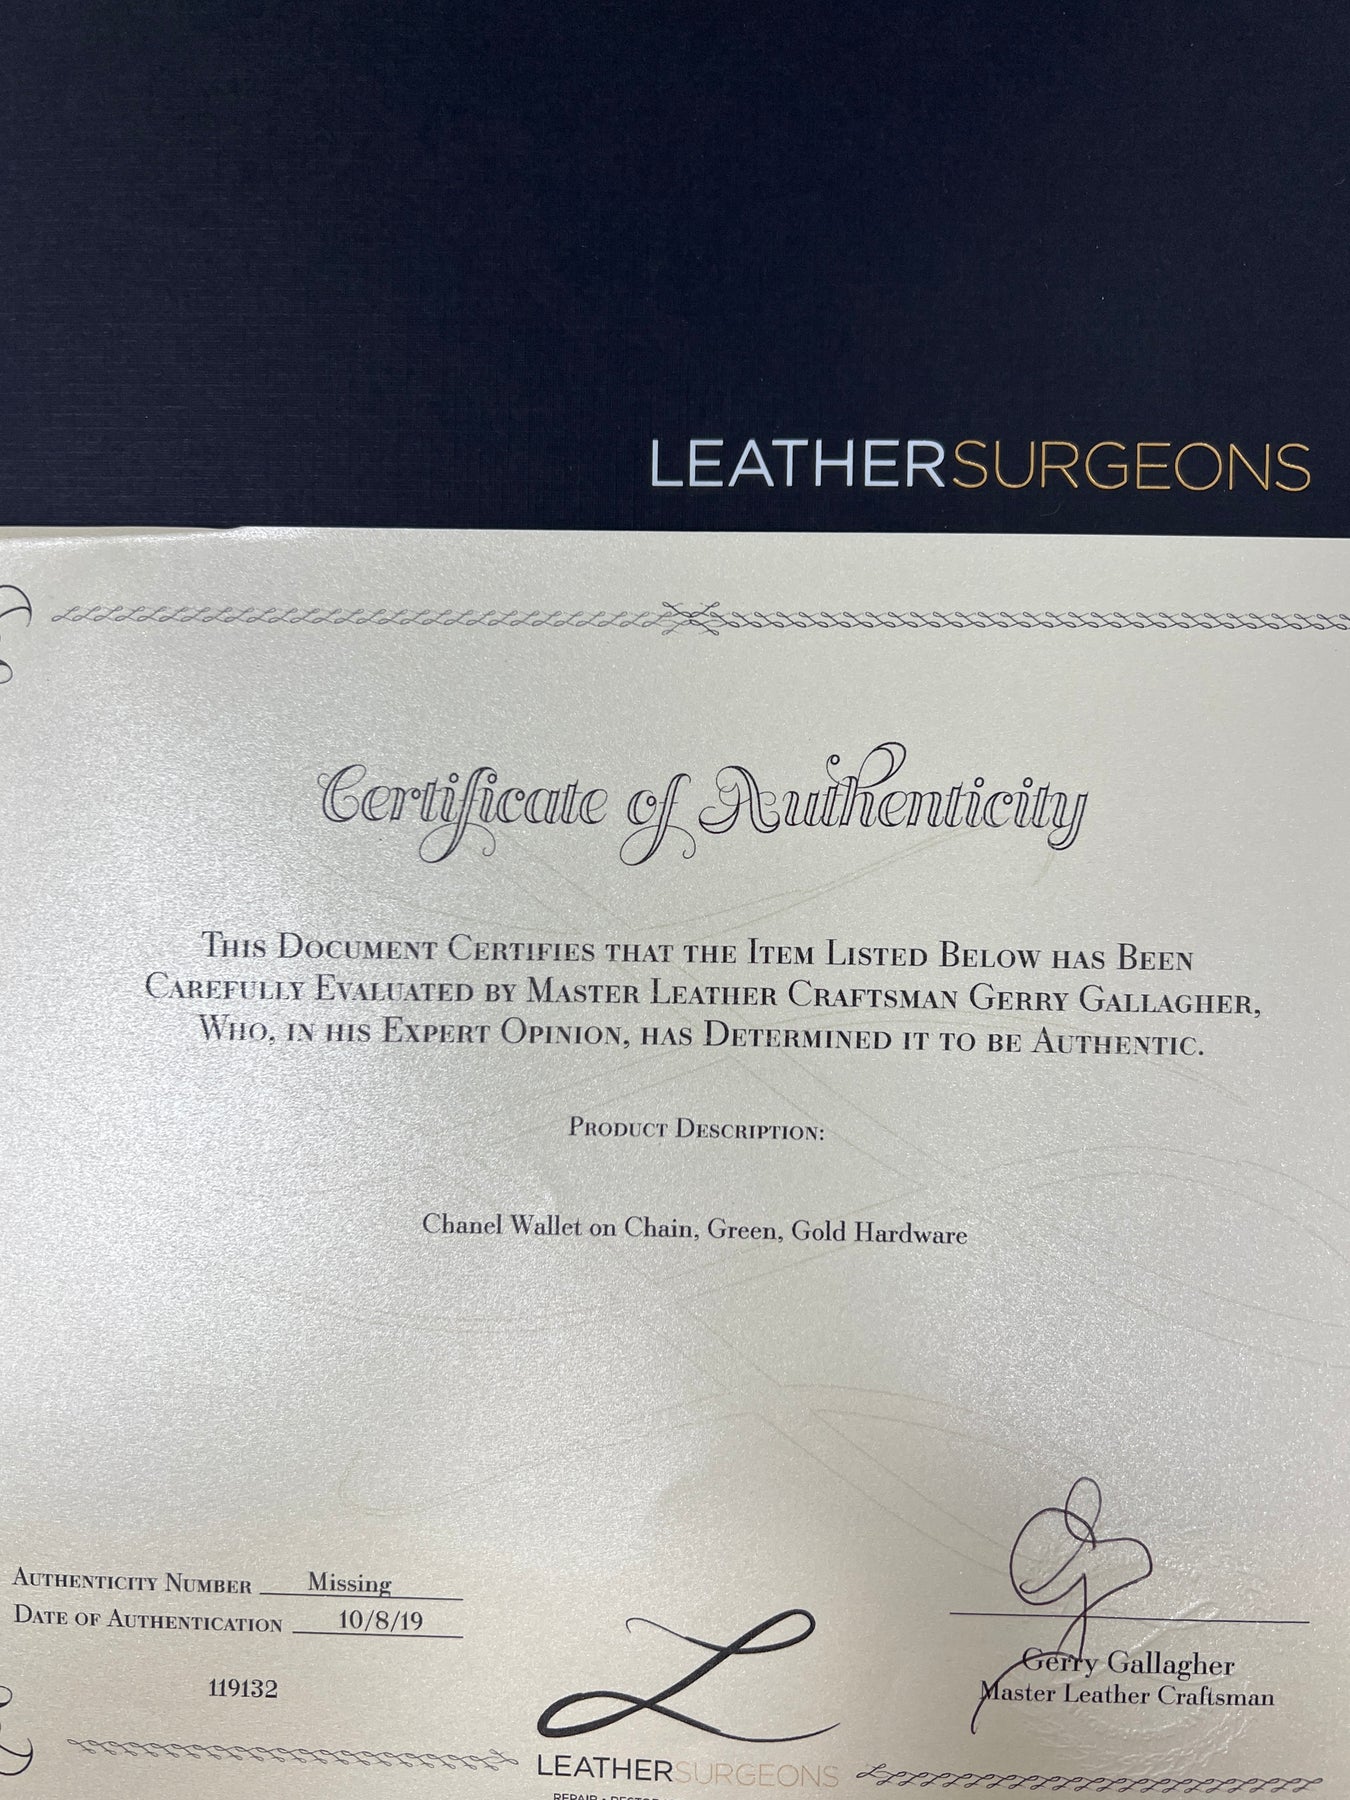 LEATHERSURGEONS
Certificate of Authenticity
This Document Certifies that the Item Listed Below has Been
Carefully Evaluated by Master Leather Craftsman Gerry Gallagher,
Who, in his Expert Opinion, has Determined it to be Authentic.
Product Description:
Chanel Wallet on Chain, Green, Gold Hardware
Authenticity Number Missing
Date of Authentication 10/8/19
119132
Gerry Gallagher
Master Leather Craftsman
LEATHERSURGEONS
REPAIR •